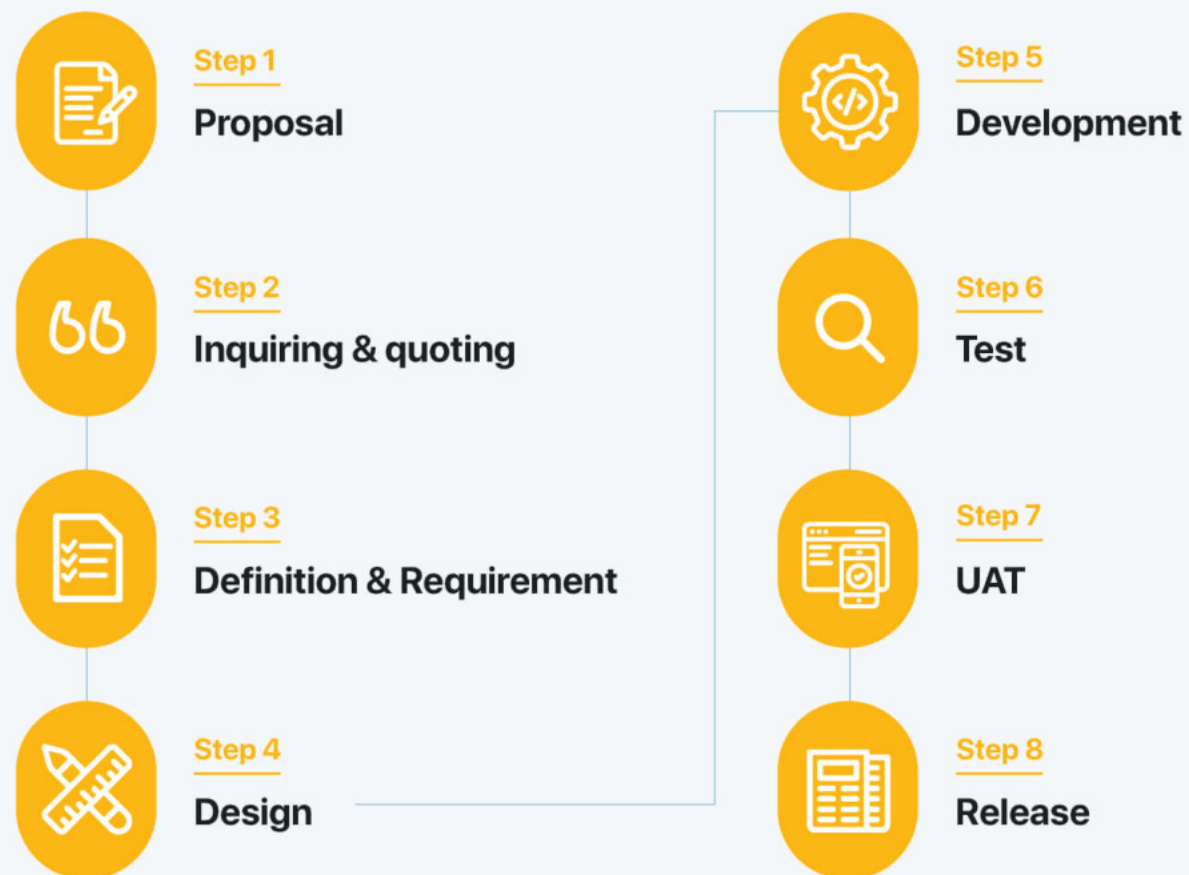 Step 1
Proposal
Step 2
Inquiring & quoting
Step 3
Definition & Requirement
Step 4
Design
Step 5
Development
Step 6
Test
Step 7
UAT
Step 8
Release